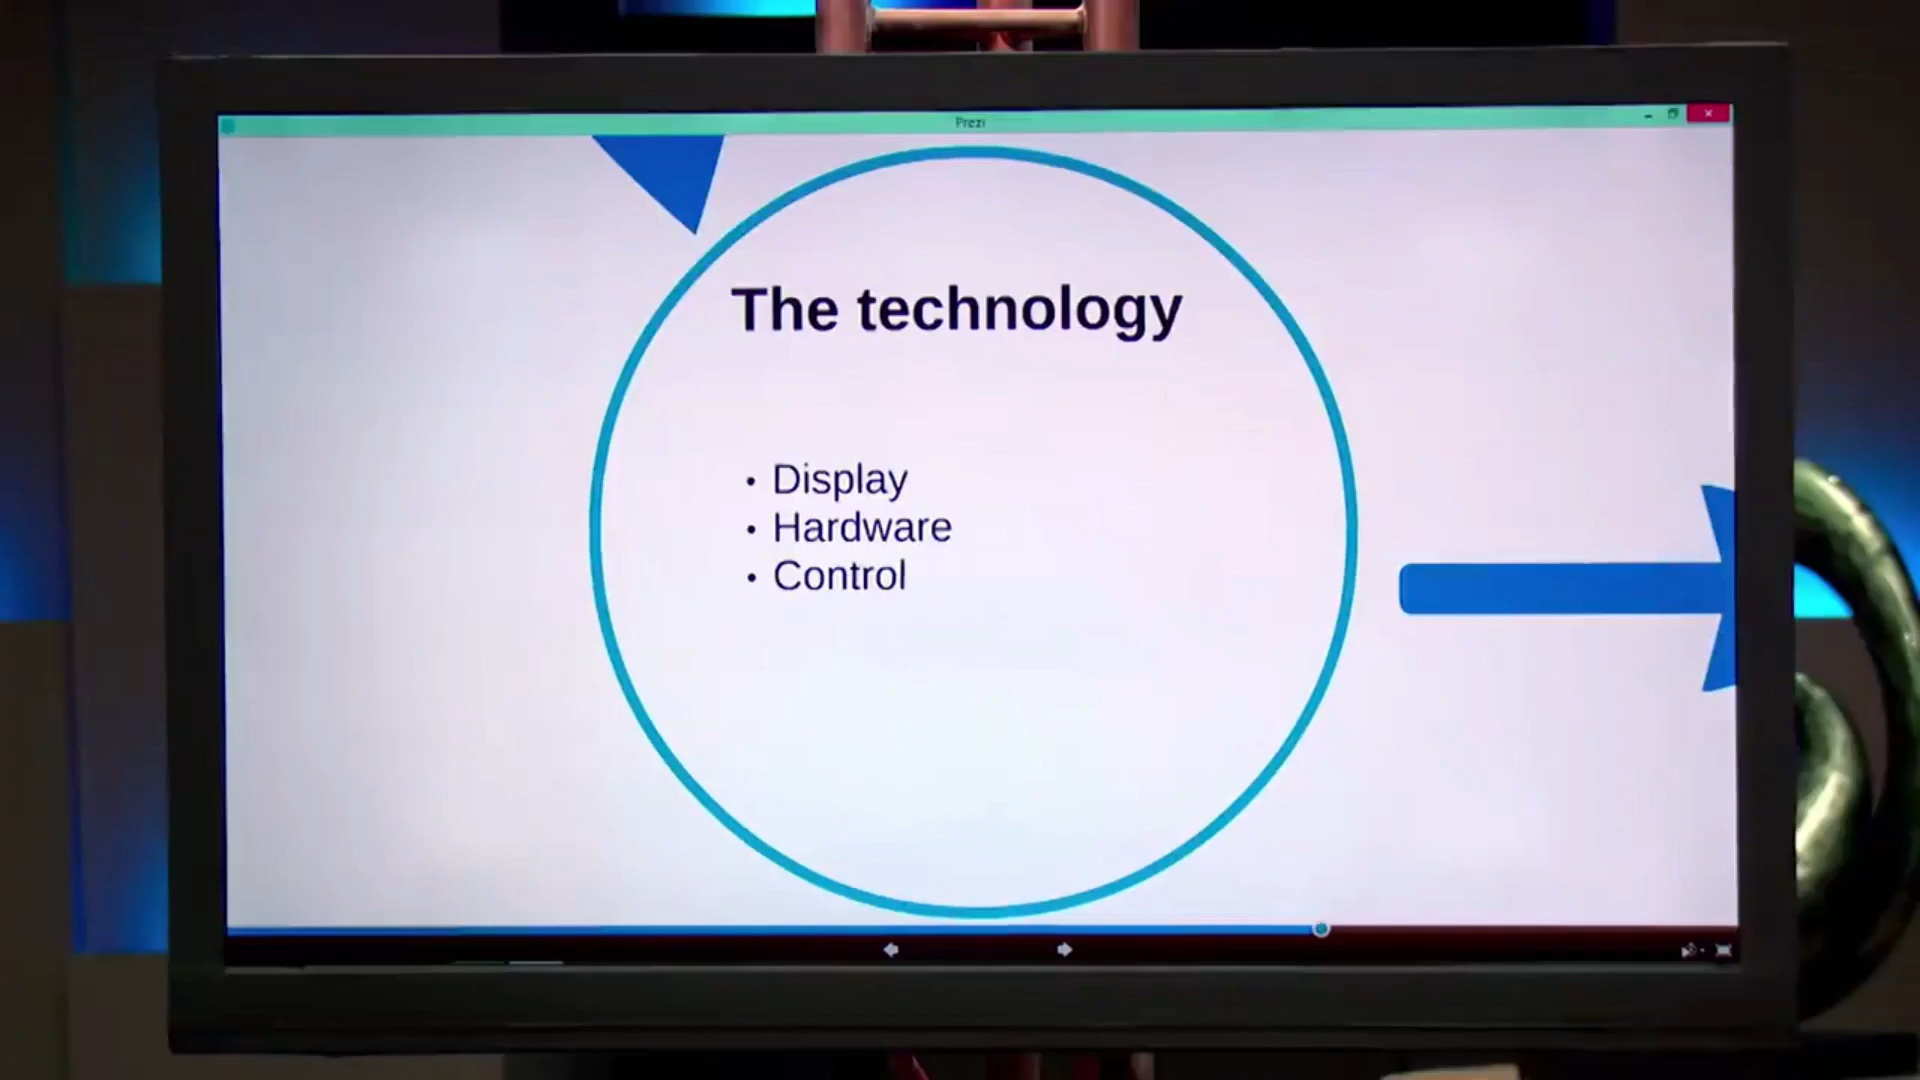 Prezi
The technology
• Display
• Hardware
• Control